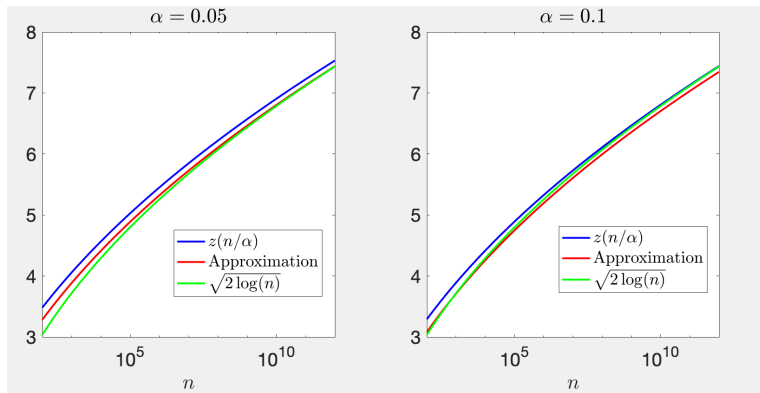 α = 0.05
8
7
6
5
4
3
10^5
10^10
n
z(n/α)
Approximation
√2 log(n)
α = 0.1
8
7
6
5
4
3
10^5
10^10
n
z(n/α)
Approximation
√2 log(n)